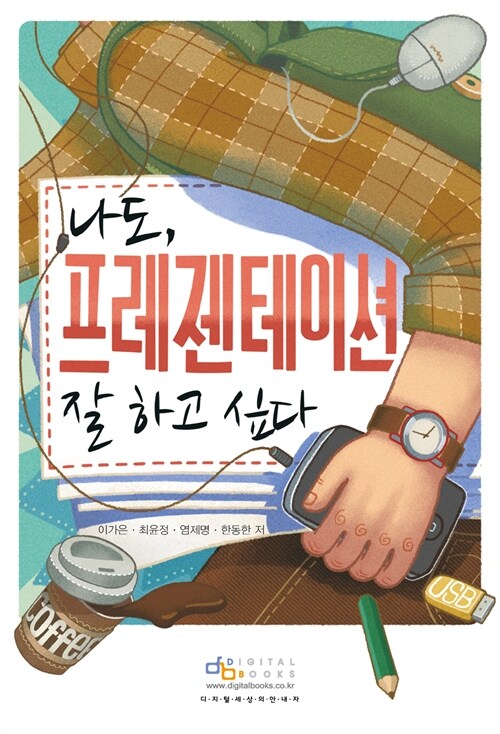 나도,
프레젠테이션
잘 하고 싶다
이가은 · 최윤정 · 염제명 · 한동한 저
Coffee
USB
DIGITAL
BOOKS
www.digitalbooks.co.kr
디·지·털·세·상·의·안·내·자